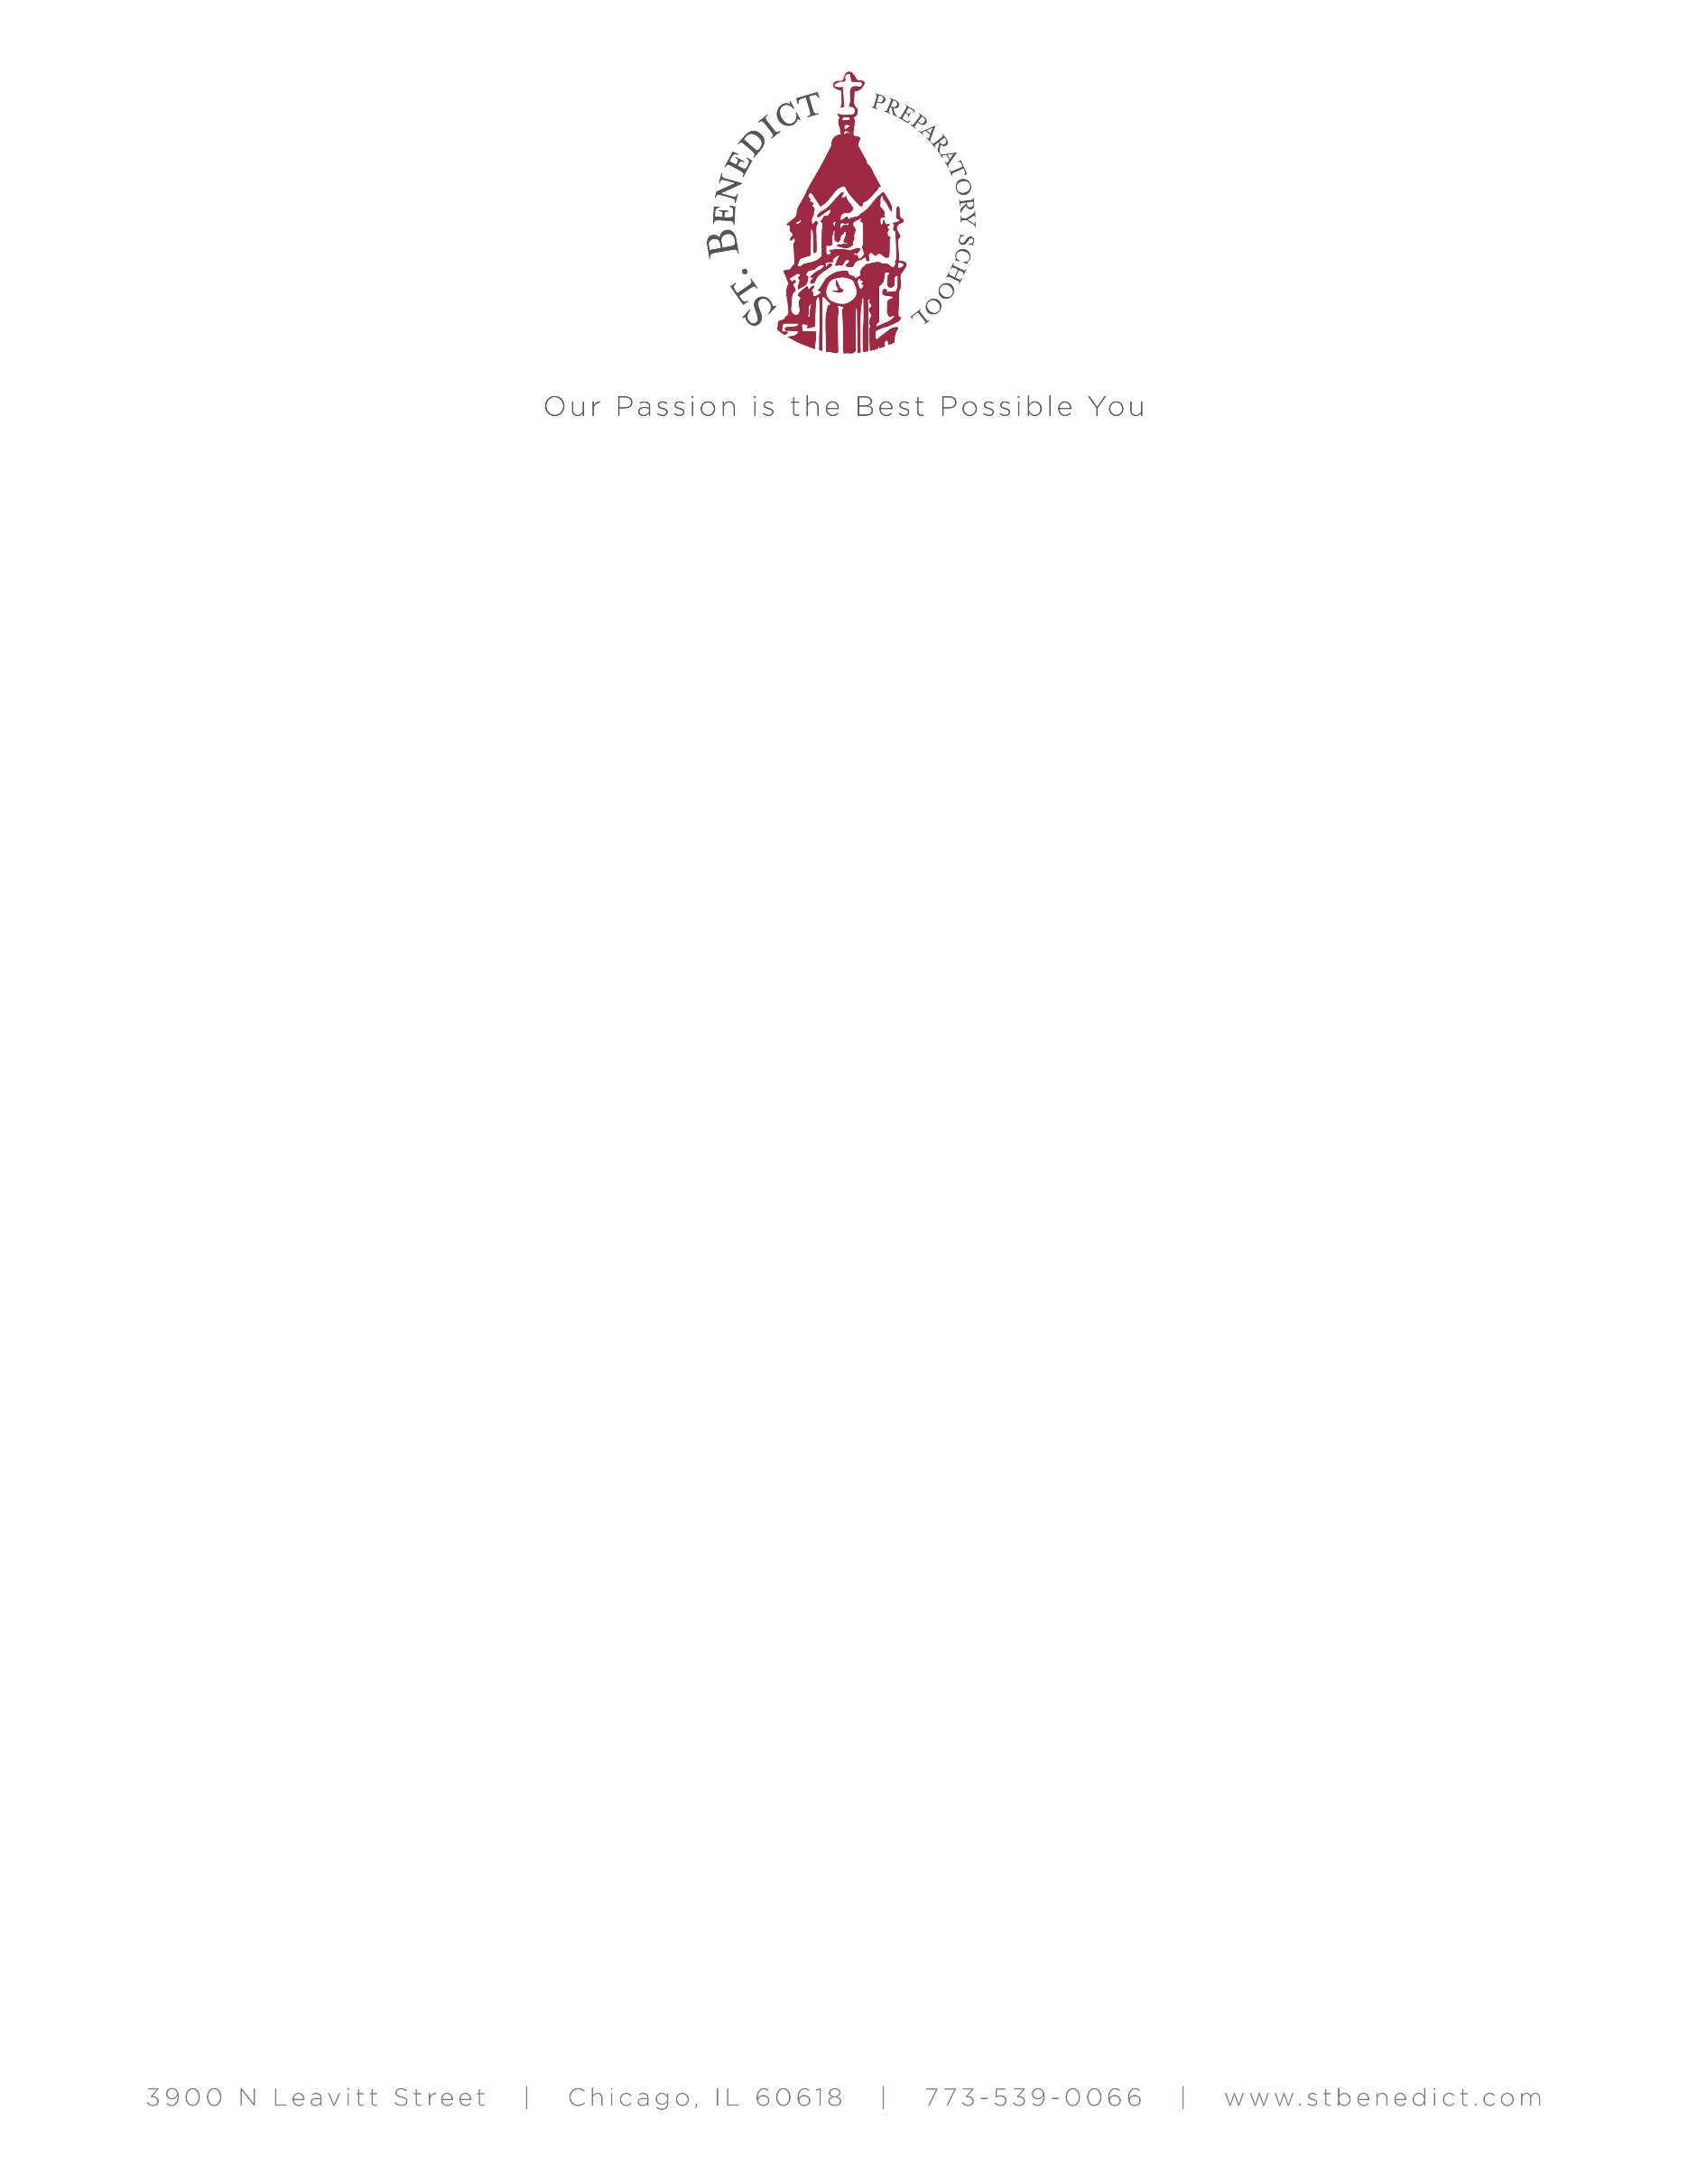 St. Benedict Preparatory School
Our Passion is the Best Possible You
3900 N Leavitt Street | Chicago, IL 60618 | 773-539-0066 | www.stbenedict.com